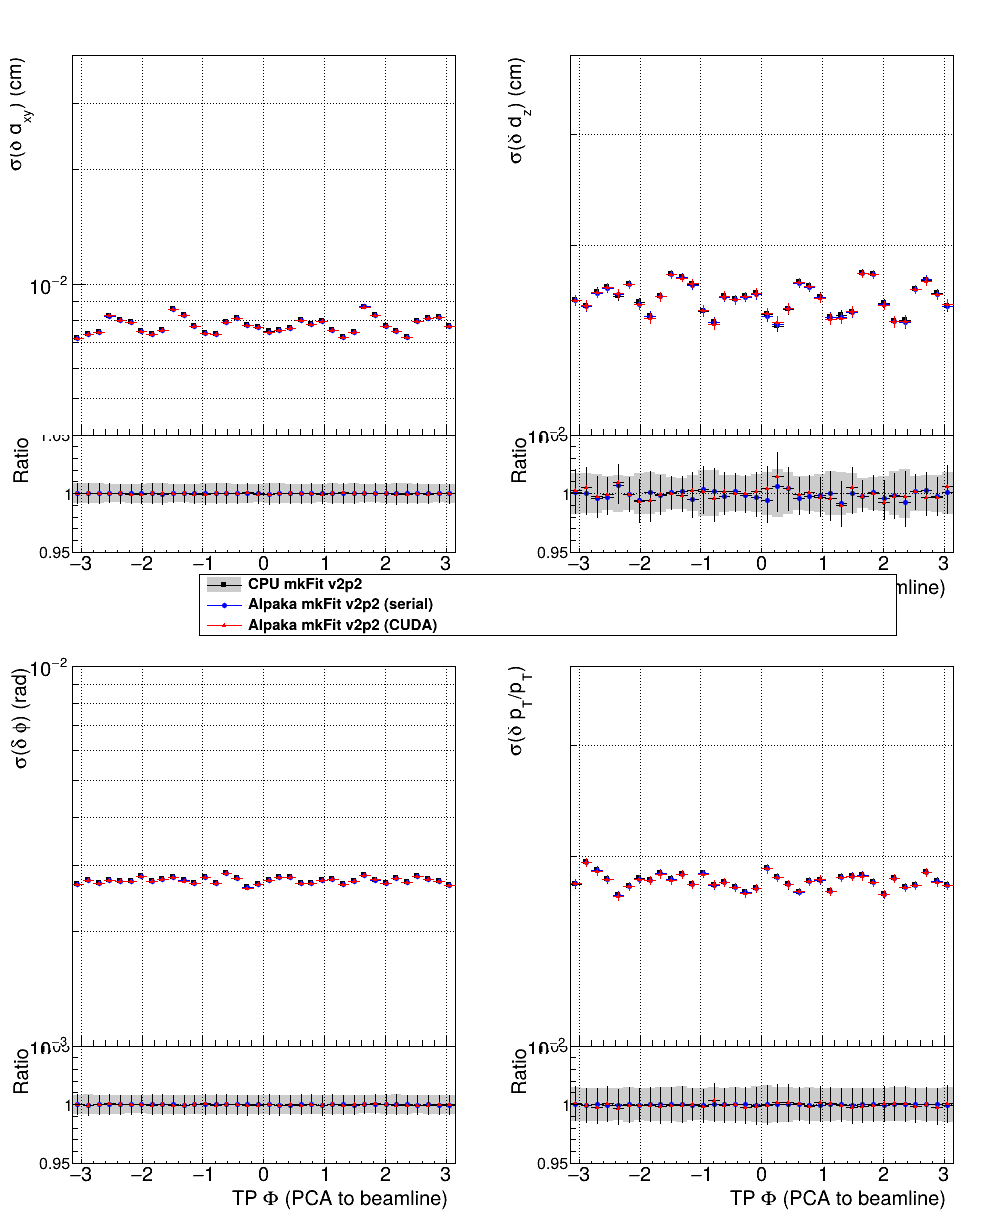 σ(δ d_xy) (cm)
10^−2
Ratio
1
0.95
−3 −2 −1 0 1 2 3
σ(δ d_z) (cm)
10^−2
Ratio
1
0.95
−3 −2 −1 0 1 2 3
mline)
CPU mkFit v2p2
Alpaka mkFit v2p2 (serial)
Alpaka mkFit v2p2 (CUDA)
σ(δ φ) (rad)
10^−2
10^−3
Ratio
1
0.95
−3 −2 −1 0 1 2 3
TP Φ (PCA to beamline)
σ(δ p_T/p_T)
10^−2
Ratio
1
0.95
−3 −2 −1 0 1 2 3
TP Φ (PCA to beamline)